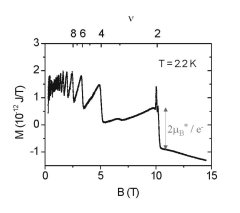 ν
8 6 4 2
3
2
1
0
-1
M (10⁻¹² J/T)
T = 2.2 K
2μB* / e⁻
0 5 10 15
B (T)